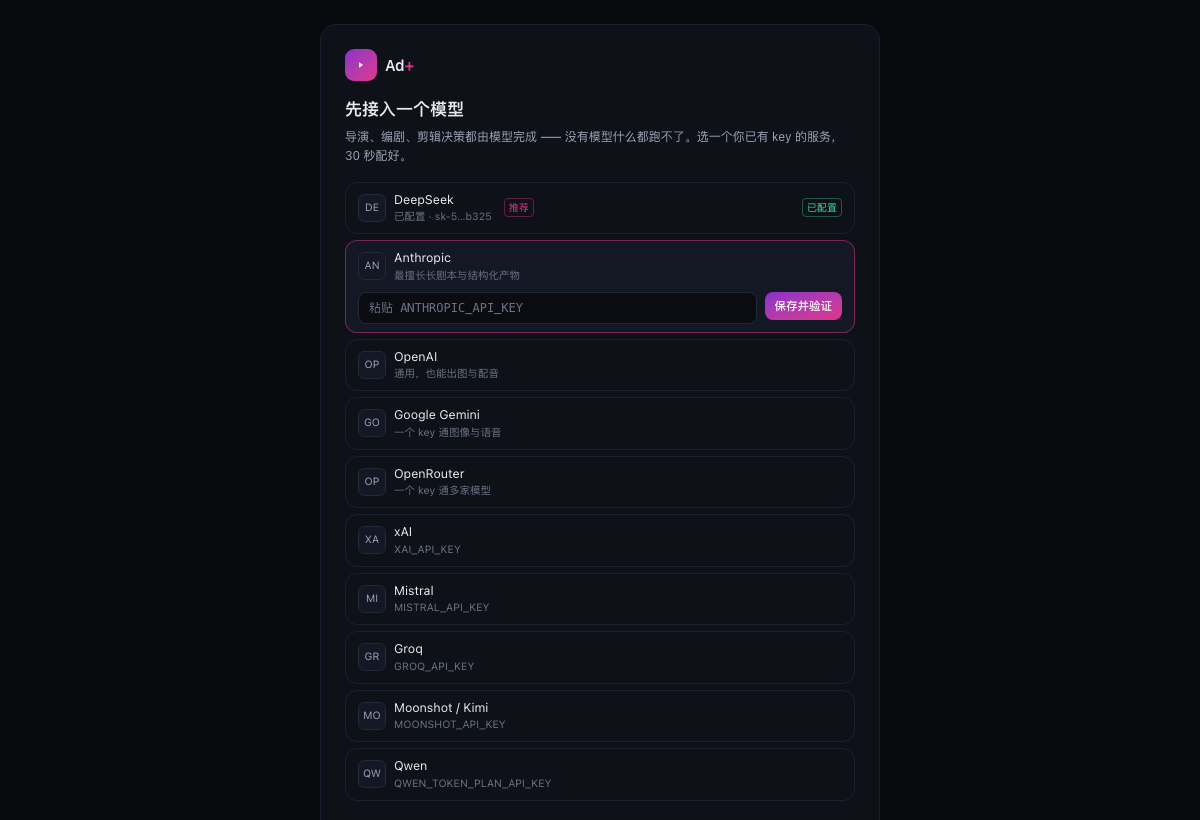 Ad+
先接入一个模型
导演、编剧、剪辑决策都由模型完成 —— 没有模型什么都跑不了。选一个你已有 key 的服务，
30 秒配好。
DE
DeepSeek
已配置 · sk-5…b325
推荐
已配置
AN
Anthropic
最擅长长剧本与结构化产物
粘贴 ANTHROPIC_API_KEY
保存并验证
OP
OpenAI
通用，也能出图与配音
GO
Google Gemini
一个 key 通图像与语音
OP
OpenRouter
一个 key 通多家模型
XA
xAI
XAI_API_KEY
MI
Mistral
MISTRAL_API_KEY
GR
Groq
GROQ_API_KEY
MO
Moonshot / Kimi
MOONSHOT_API_KEY
QW
Qwen
QWEN_TOKEN_PLAN_API_KEY